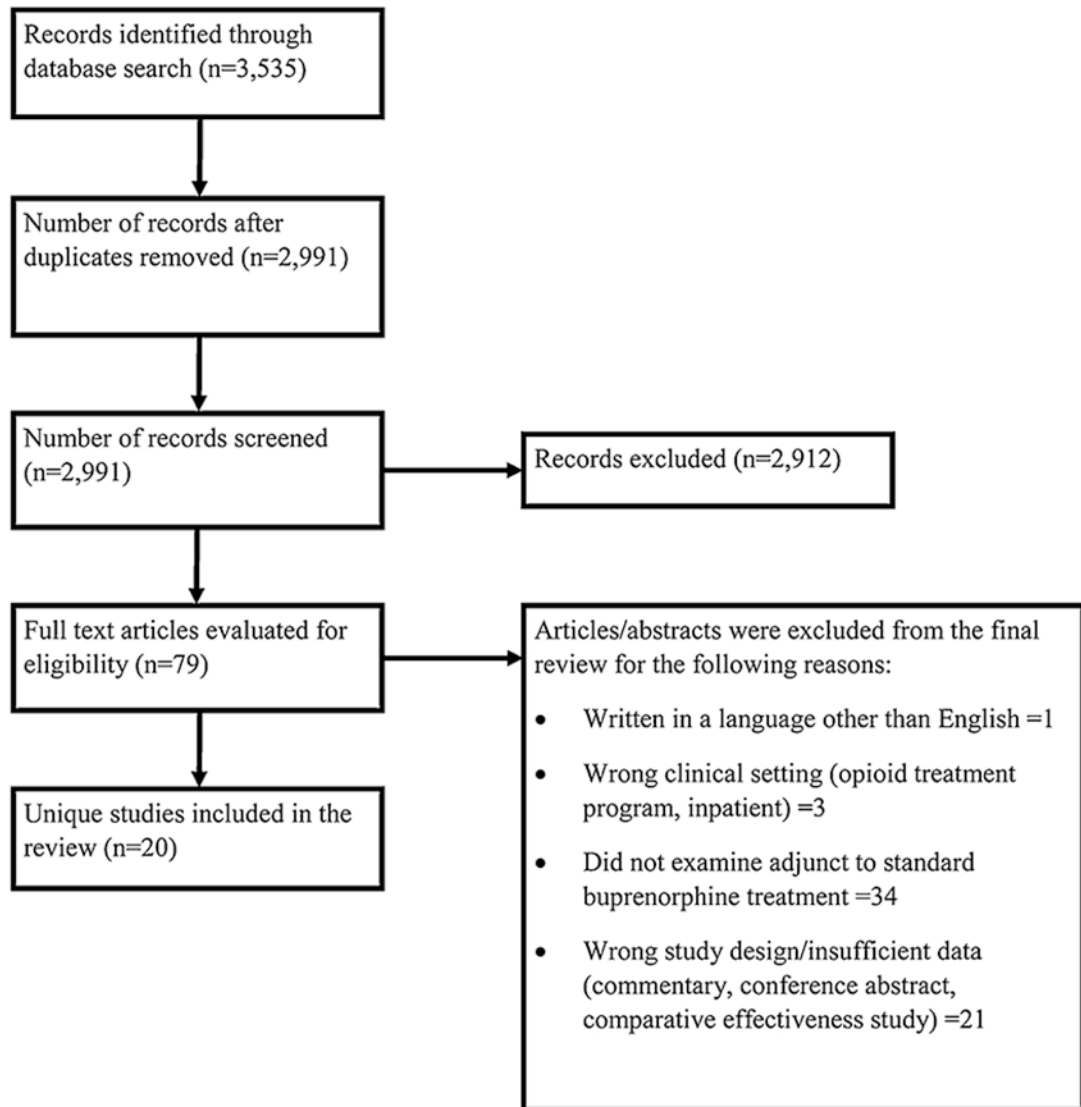 Records identified through
database search (n=3,535)
Number of records after
duplicates removed (n=2,991)
Number of records screened
(n=2,991)
Records excluded (n=2,912)
Full text articles evaluated for
eligibility (n=79)
Articles/abstracts were excluded from the final
review for the following reasons:
• Written in a language other than English =1
• Wrong clinical setting (opioid treatment
program, inpatient) =3
• Did not examine adjunct to standard
buprenorphine treatment =34
• Wrong study design/insufficient data
(commentary, conference abstract,
comparative effectiveness study) =21
Unique studies included in the
review (n=20)